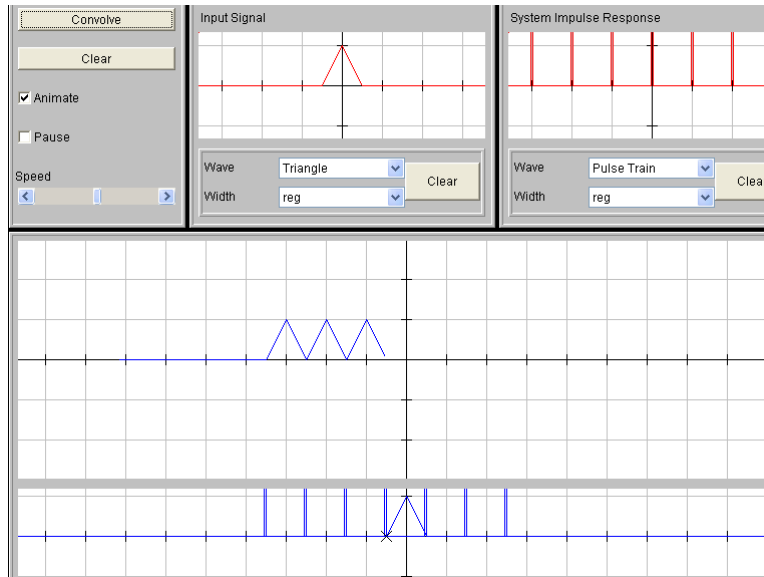 Convolve
Clear
Animate
Pause
Speed
Input Signal
Wave Triangle
Width reg
Clear
System Impulse Response
Wave Pulse Train
Width reg
Clea